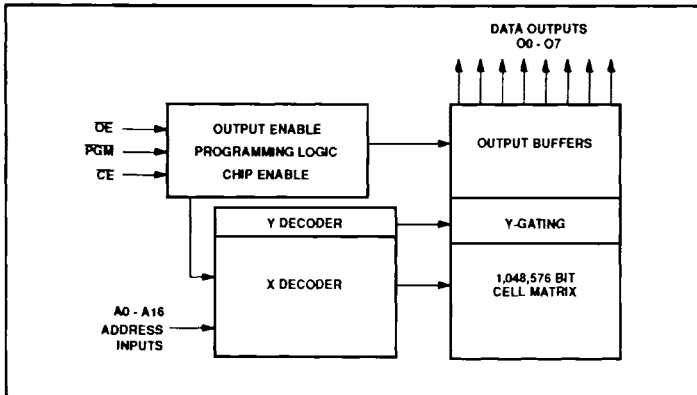 DATA OUTPUTS
O0 - O7
OE
PGM
CE
OUTPUT ENABLE
PROGRAMMING LOGIC
CHIP ENABLE
OUTPUT BUFFERS
Y DECODER
Y-GATING
X DECODER
1,048,576 BIT
CELL MATRIX
A0 - A16
ADDRESS
INPUTS